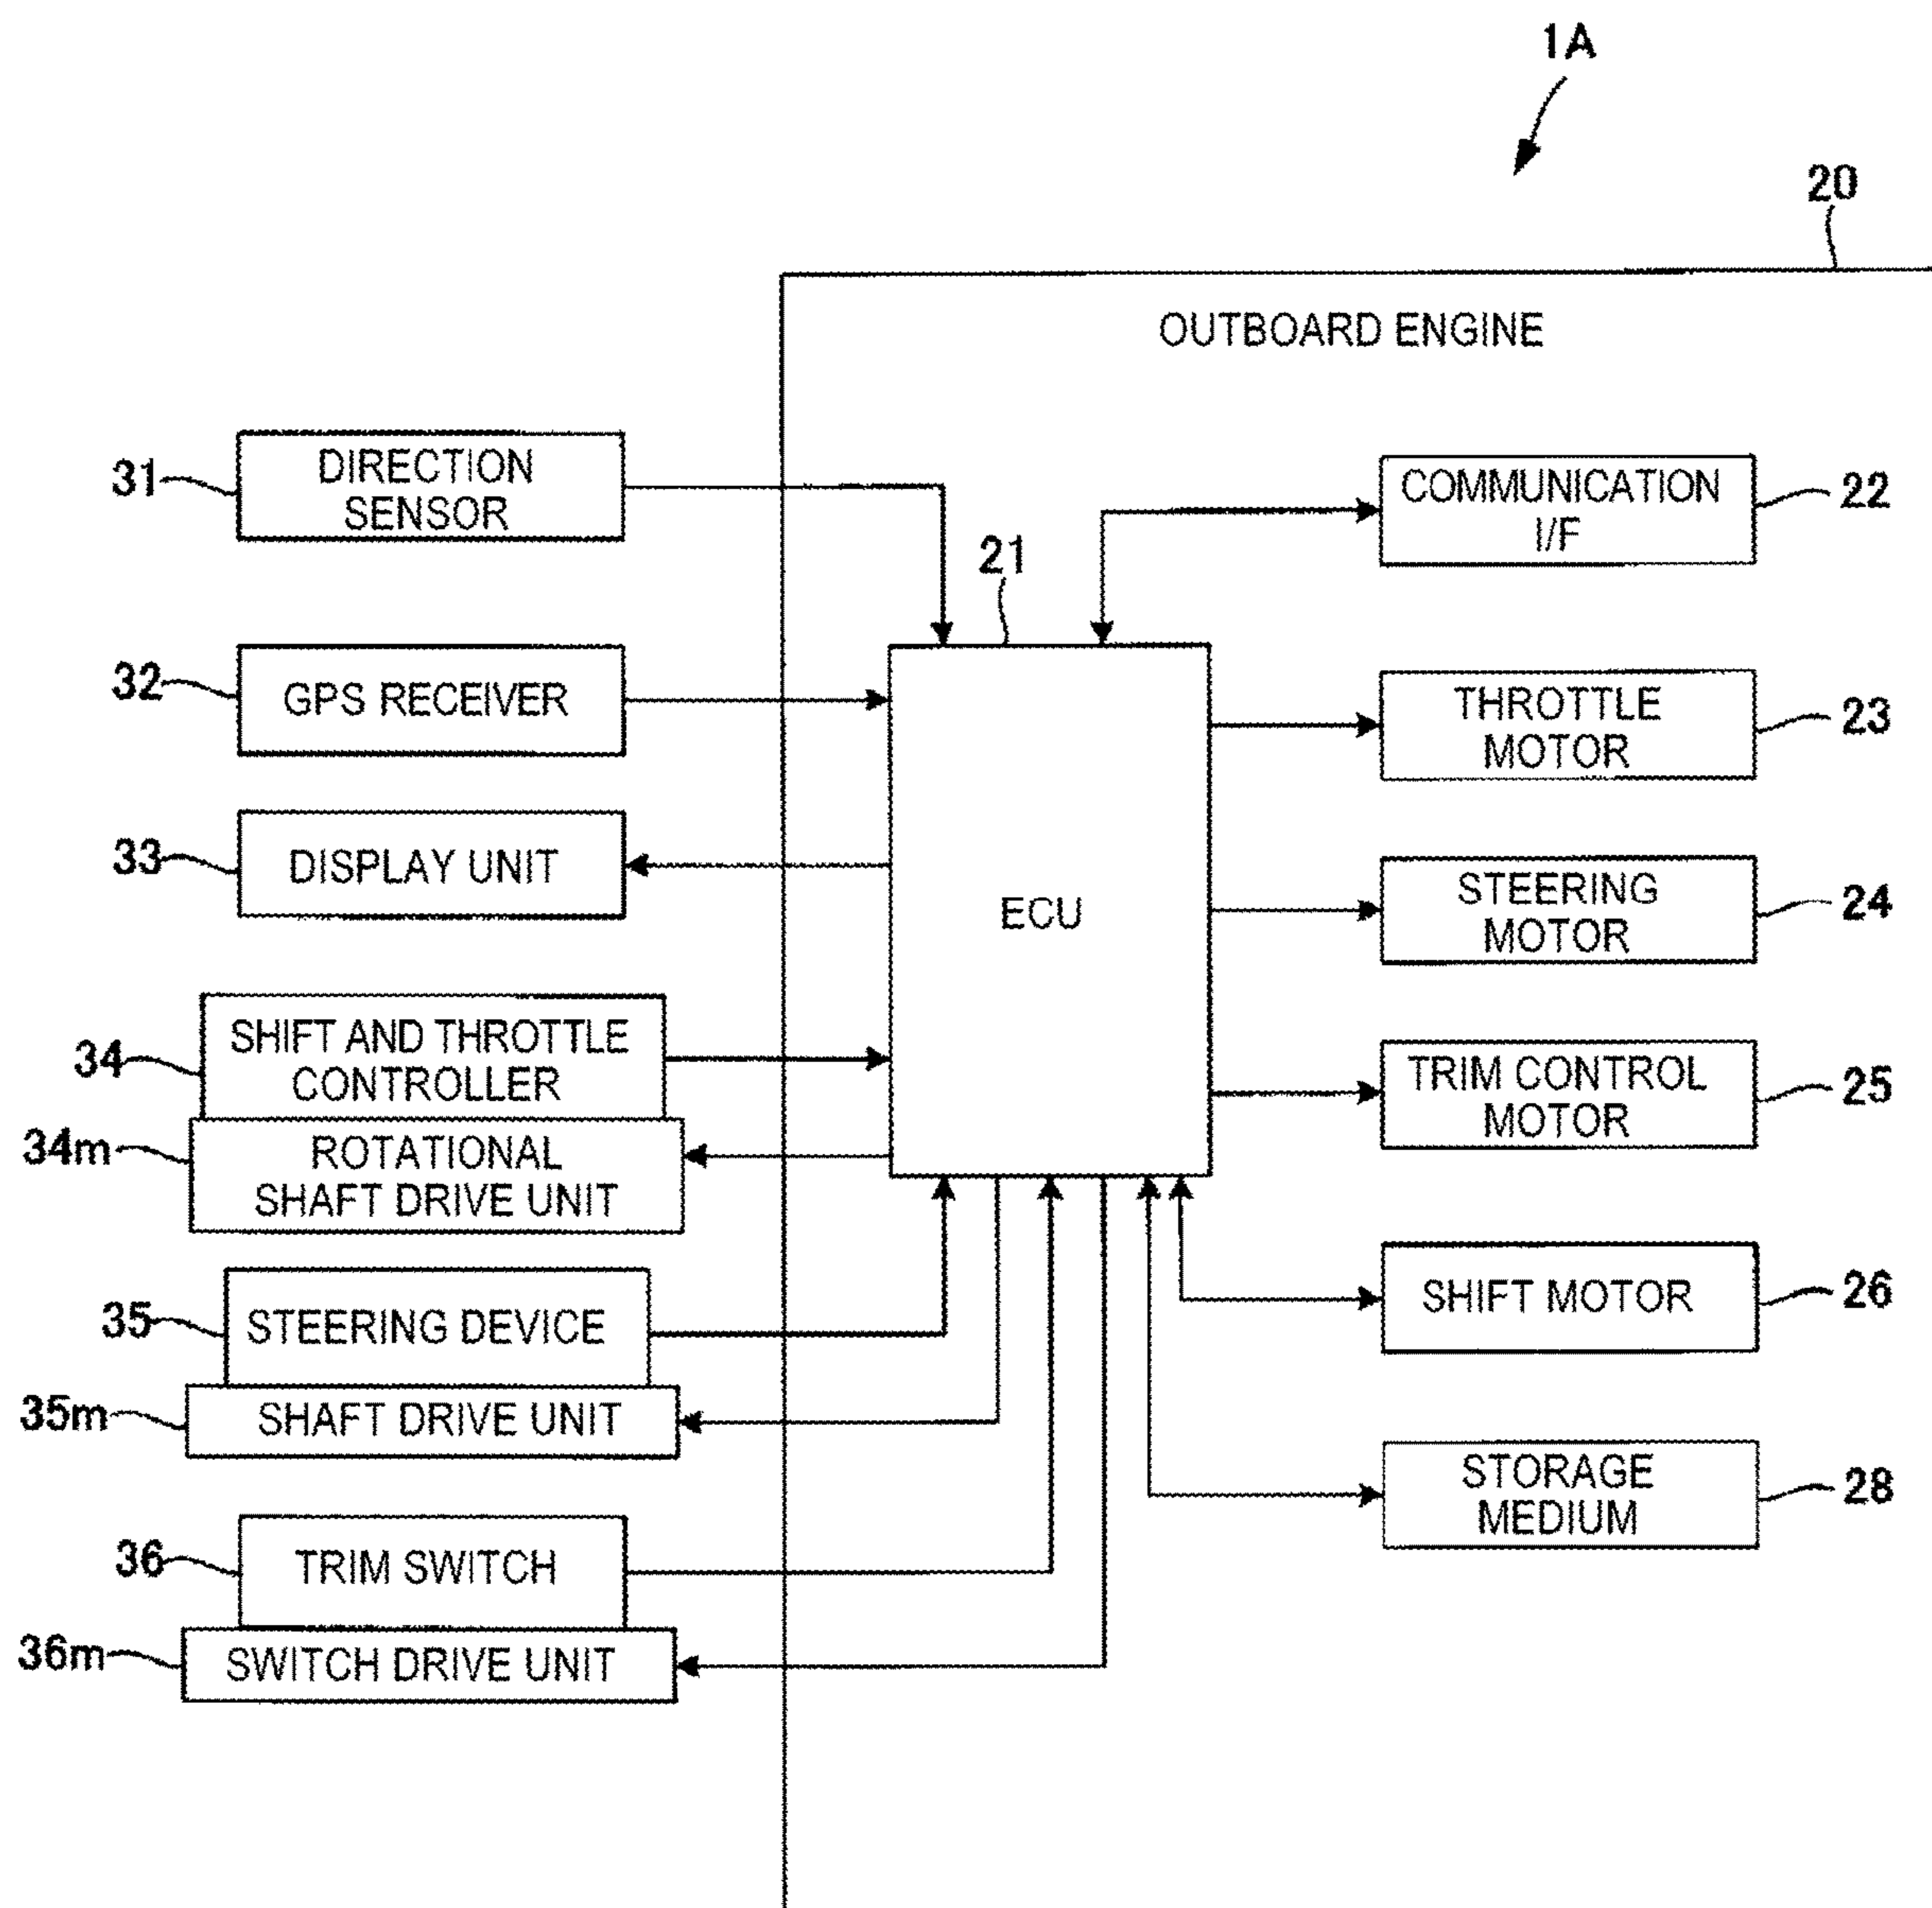 1A
20
OUTBOARD ENGINE
31
DIRECTION
SENSOR
COMMUNICATION
I/F
22
21
32
GPS RECEIVER
THROTTLE
MOTOR
23
33
DISPLAY UNIT
ECU
STEERING
MOTOR
24
34
SHIFT AND THROTTLE
CONTROLLER
TRIM CONTROL
MOTOR
25
34m
ROTATIONAL
SHAFT DRIVE UNIT
35
STEERING DEVICE
SHIFT MOTOR
26
35m
SHAFT DRIVE UNIT
STORAGE
MEDIUM
28
36
TRIM SWITCH
36m
SWITCH DRIVE UNIT